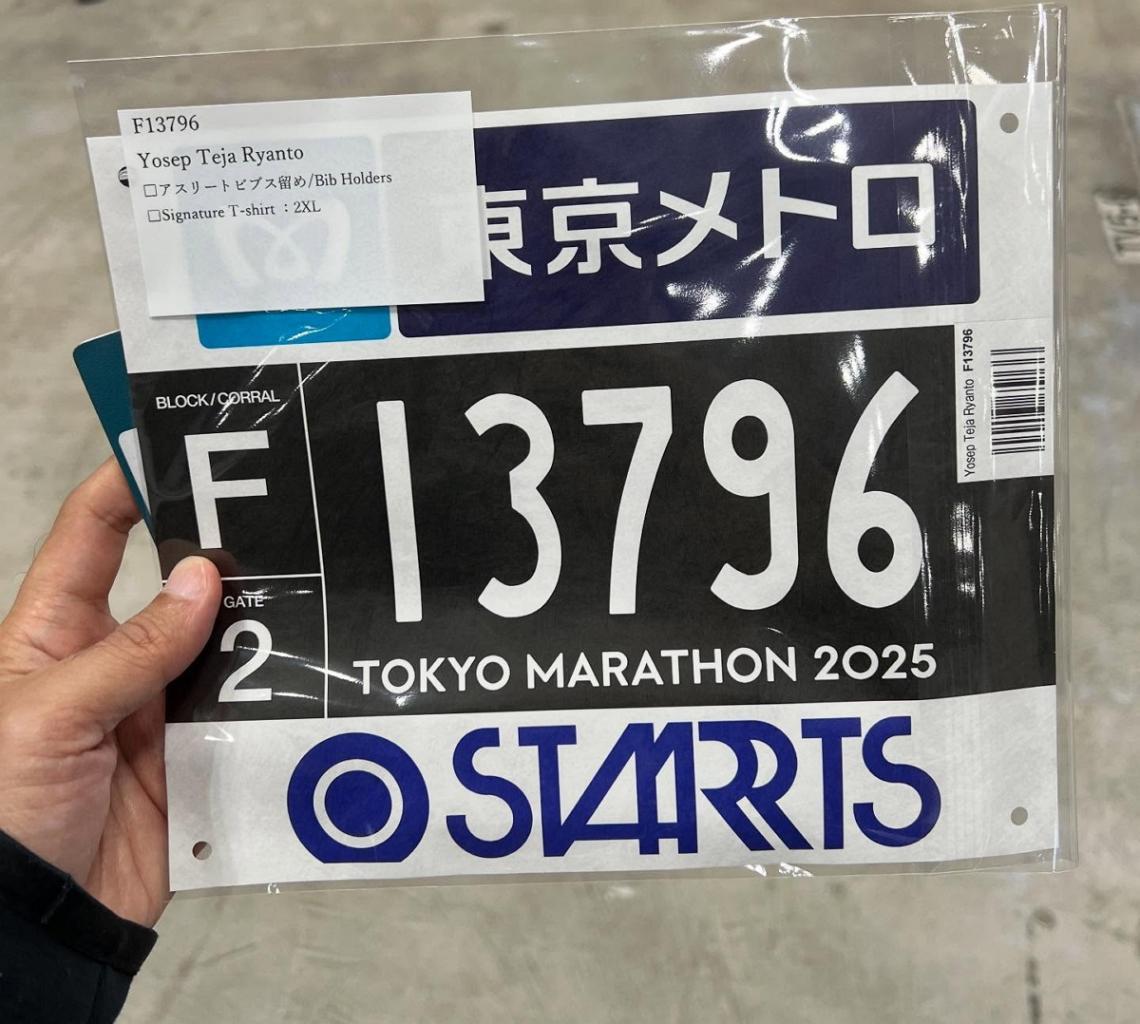 F13796
Yosep Teja Ryanto
□アスリートビブス留め/Bib Holders
□Signature T-shirt：2XL
東京メトロ
BLOCK/CORRAL
F
13796
Yosep Teja Ryanto F13796
GATE
2
TOKYO MARATHON 2025
STARTS